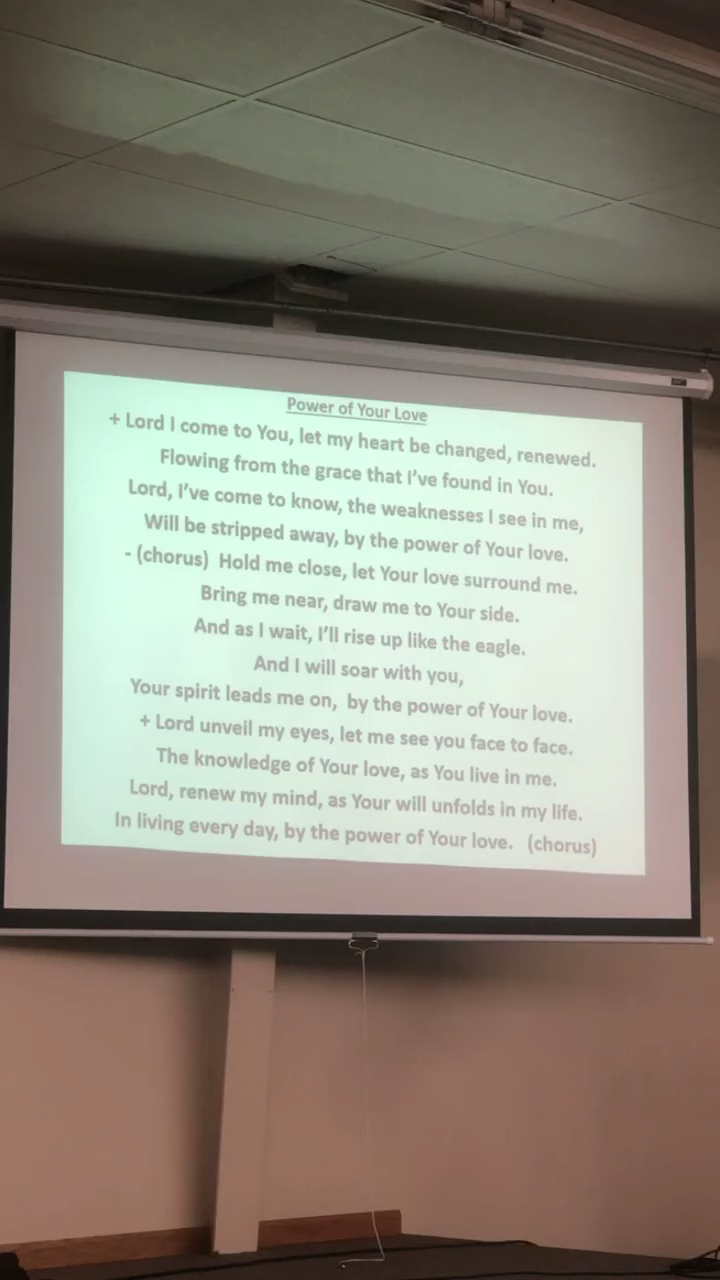 Power of Your Love
+ Lord I come to You, let my heart be changed, renewed.
Flowing from the grace that I've found in You.
Lord, I've come to know, the weaknesses I see in me,
Will be stripped away, by the power of Your love.
- (chorus) Hold me close, let Your love surround me.
Bring me near, draw me to Your side.
And as I wait, I'll rise up like the eagle.
And I will soar with you,
Your spirit leads me on, by the power of Your love.
+ Lord unveil my eyes, let me see you face to face.
The knowledge of Your love, as You live in me.
Lord, renew my mind, as Your will unfolds in my life.
In living every day, by the power of Your love. (chorus)